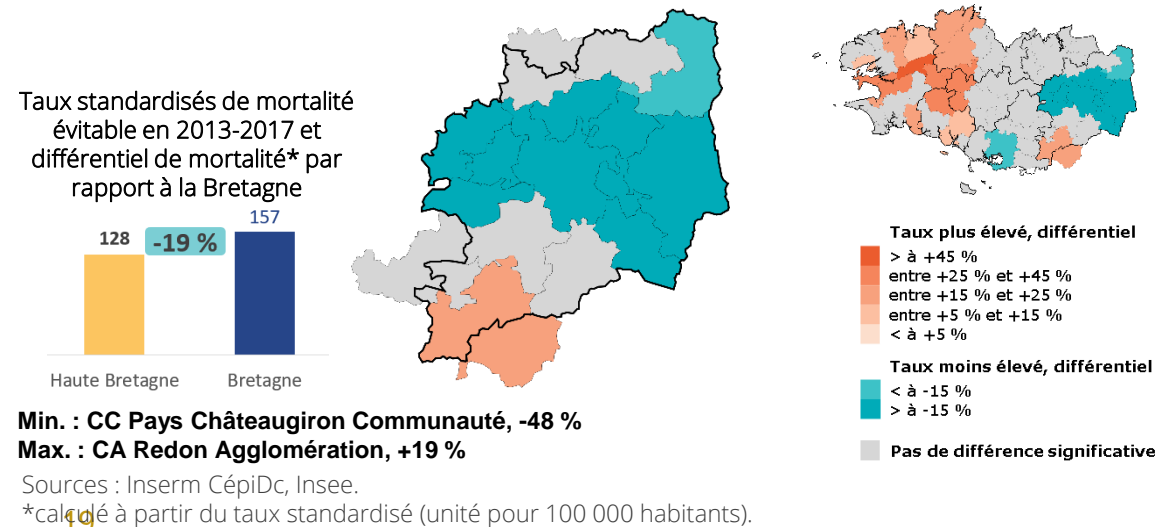 Taux standardisés de mortalité
évitable en 2013-2017 et
différentiel de mortalité* par
rapport à la Bretagne
157
128
-19 %
Haute Bretagne
Bretagne
Min. : CC Pays Châteaugiron Communauté, -48 %
Max. : CA Redon Agglomération, +19 %
Sources : Inserm CépiDc, Insee.
*calculé à partir du taux standardisé (unité pour 100 000 habitants).
19
Taux plus élevé, différentiel
> à +45 %
entre +25 % et +45 %
entre +15 % et +25 %
entre +5 % et +15 %
< à +5 %
Taux moins élevé, différentiel
< à -15 %
> à -15 %
Pas de différence significative